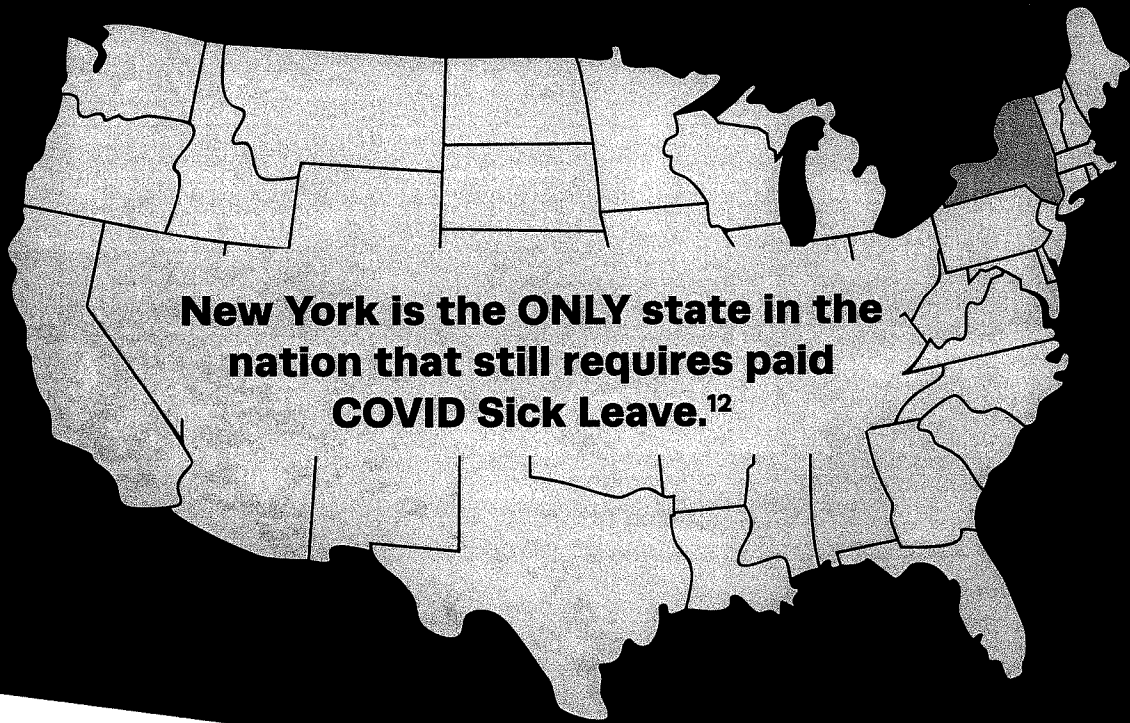 New York is the ONLY state in the
nation that still requires paid
COVID Sick Leave.¹²